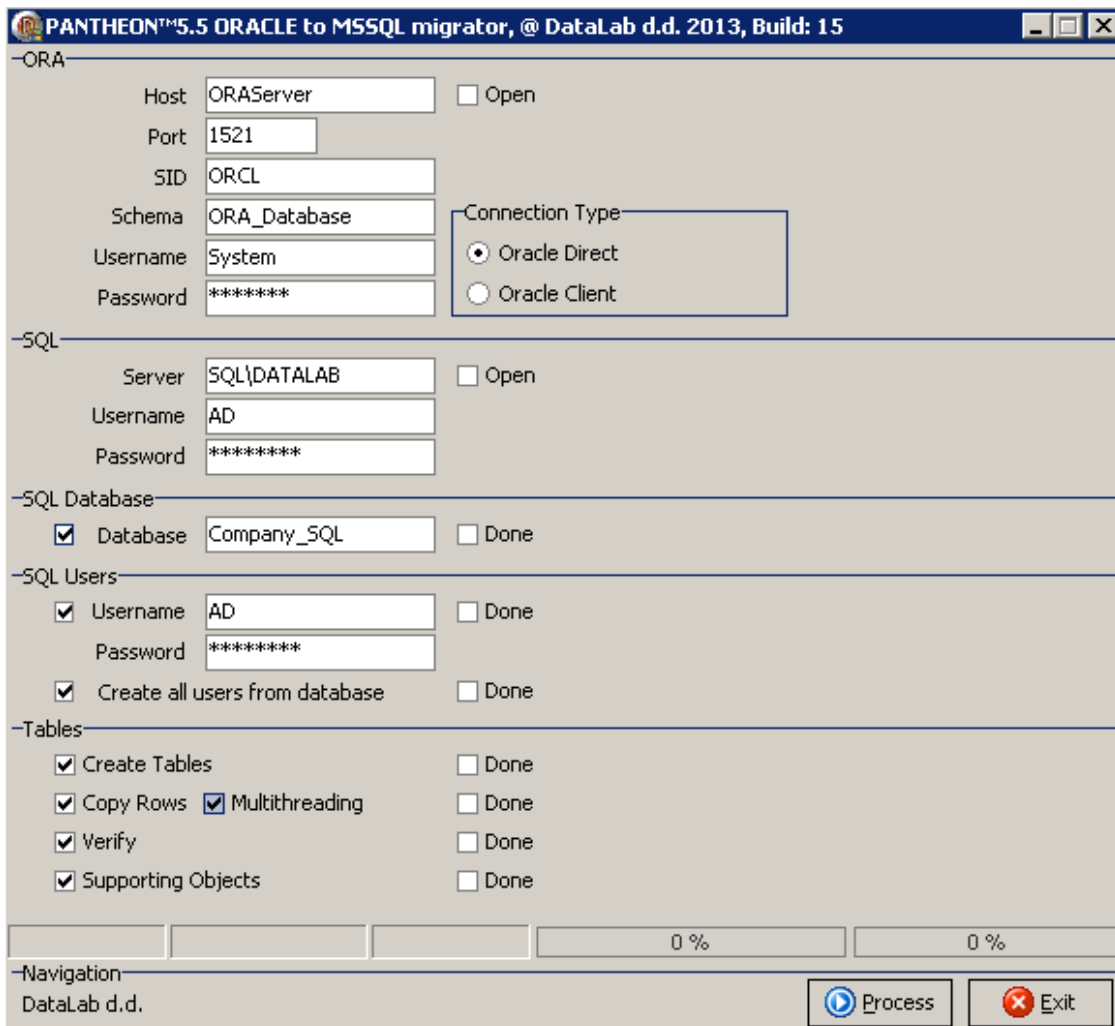 PANTHEON™5.5 ORACLE to MSSQL migrator, @ DataLab d.d. 2013, Build: 15
ORA
Host ORAServer Open
Port 1521
SID ORCL
Schema ORA_Database Connection Type
Username System Oracle Direct
Password ******* Oracle Client
SQL
Server SQL\DATALAB Open
Username AD
Password ********
SQL Database
Database Company_SQL Done
SQL Users
Username AD Done
Password ********
Create all users from database Done
Tables
Create Tables Done
Copy Rows Multithreading Done
Verify Done
Supporting Objects Done
0 % 0 %
Navigation
DataLab d.d. Process Exit